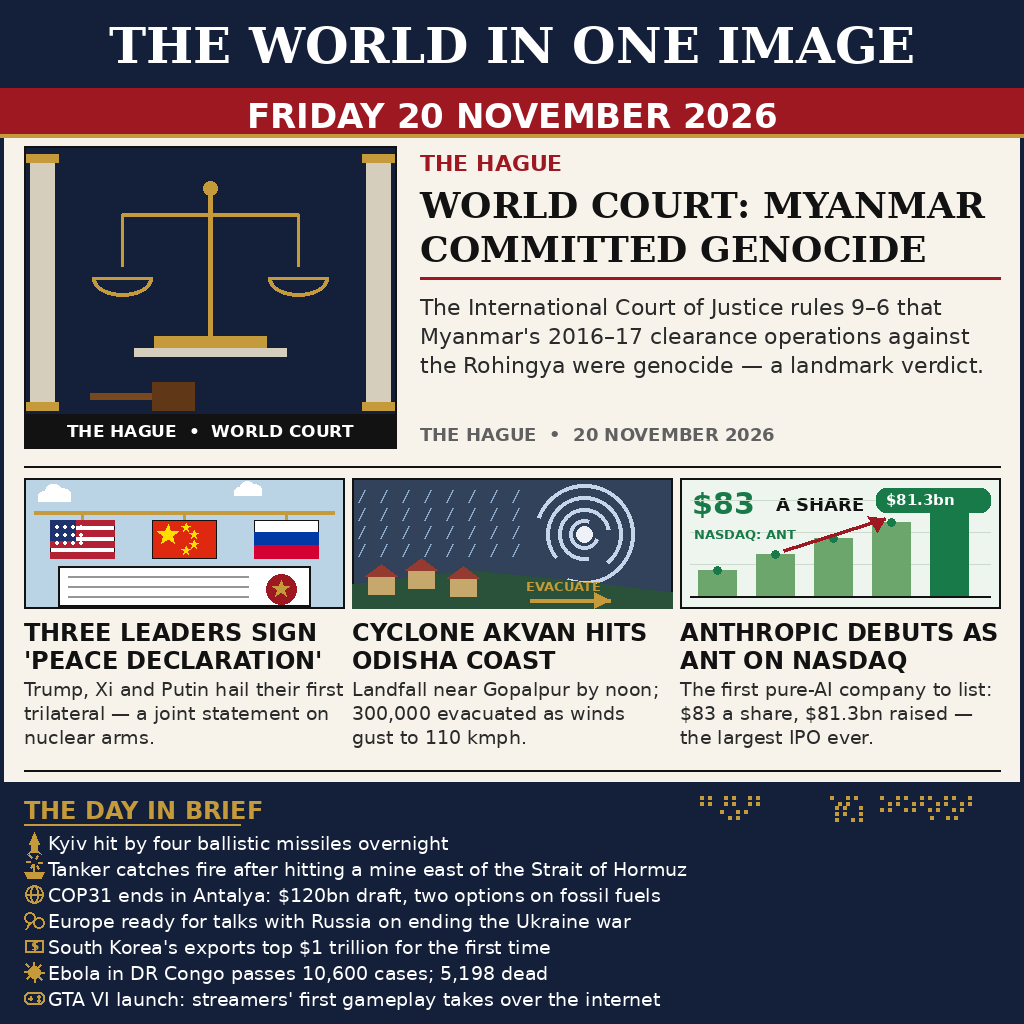 THE WORLD IN ONE IMAGE
FRIDAY 20 NOVEMBER 2026
THE HAGUE • WORLD COURT
THE HAGUE
WORLD COURT: MYANMAR
COMMITTED GENOCIDE
The International Court of Justice rules 9–6 that
Myanmar's 2016–17 clearance operations against
the Rohingya were genocide — a landmark verdict.
THE HAGUE • 20 NOVEMBER 2026
THREE LEADERS SIGN
'PEACE DECLARATION'
Trump, Xi and Putin hail their first
trilateral — a joint statement on
nuclear arms.
EVACUATE
CYCLONE AKVAN HITS
ODISHA COAST
Landfall near Gopalpur by noon;
300,000 evacuated as winds
gust to 110 kmph.
$83 A SHARE
$81.3bn
NASDAQ: ANT
ANTHROPIC DEBUTS AS
ANT ON NASDAQ
The first pure-AI company to list:
$83 a share, $81.3bn raised —
the largest IPO ever.
THE DAY IN BRIEF
Kyiv hit by four ballistic missiles overnight
Tanker catches fire after hitting a mine east of the Strait of Hormuz
COP31 ends in Antalya: $120bn draft, two options on fossil fuels
Europe ready for talks with Russia on ending the Ukraine war
South Korea's exports top $1 trillion for the first time
Ebola in DR Congo passes 10,600 cases; 5,198 dead
GTA VI launch: streamers' first gameplay takes over the internet